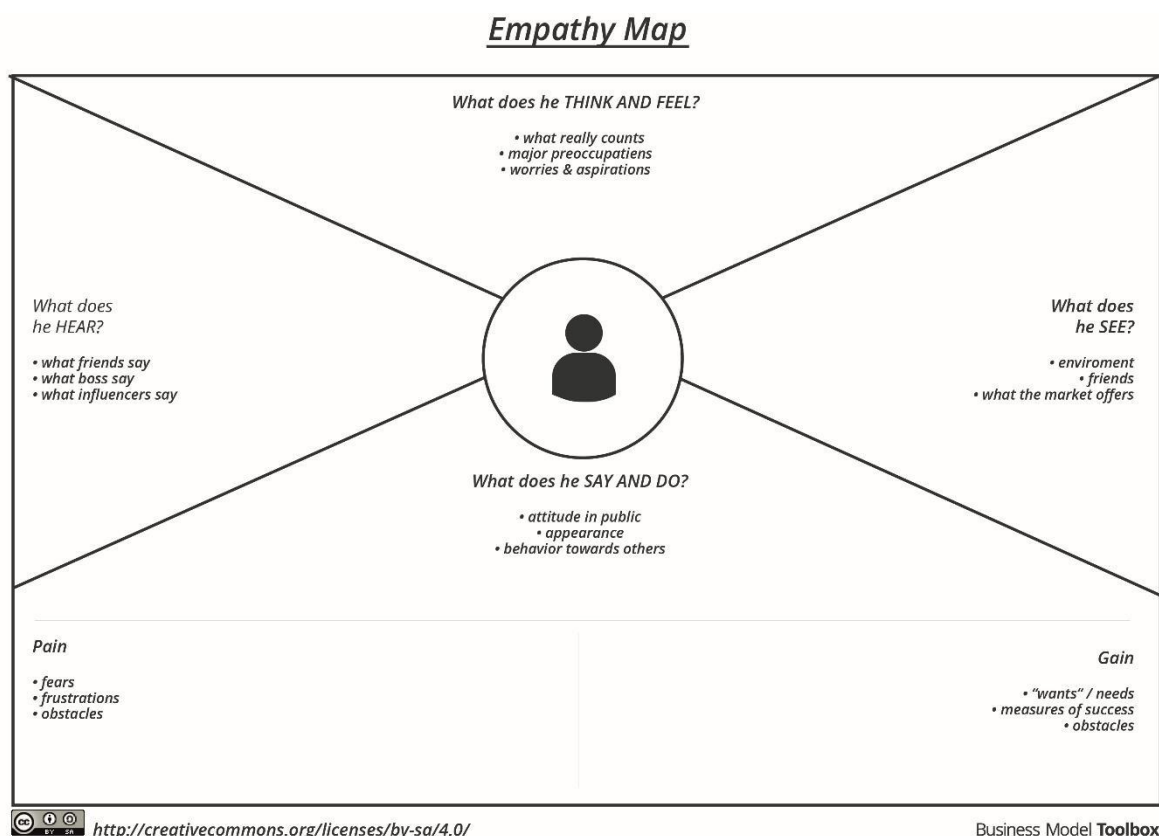 Empathy Map
What does he THINK AND FEEL?
• what really counts
• major preoccupatiens
• worries & aspirations
What does
he HEAR?
• what friends say
• what boss say
• what influencers say
What does
he SEE?
• enviroment
• friends
• what the market offers
What does he SAY AND DO?
• attitude in public
• appearance
• behavior towards others
Pain
• fears
• frustrations
• obstacles
Gain
• "wants" / needs
• measures of success
• obstacles
cc BY SA
http://creativecommons.org/licenses/by-sa/4.0/
Business Model Toolbox